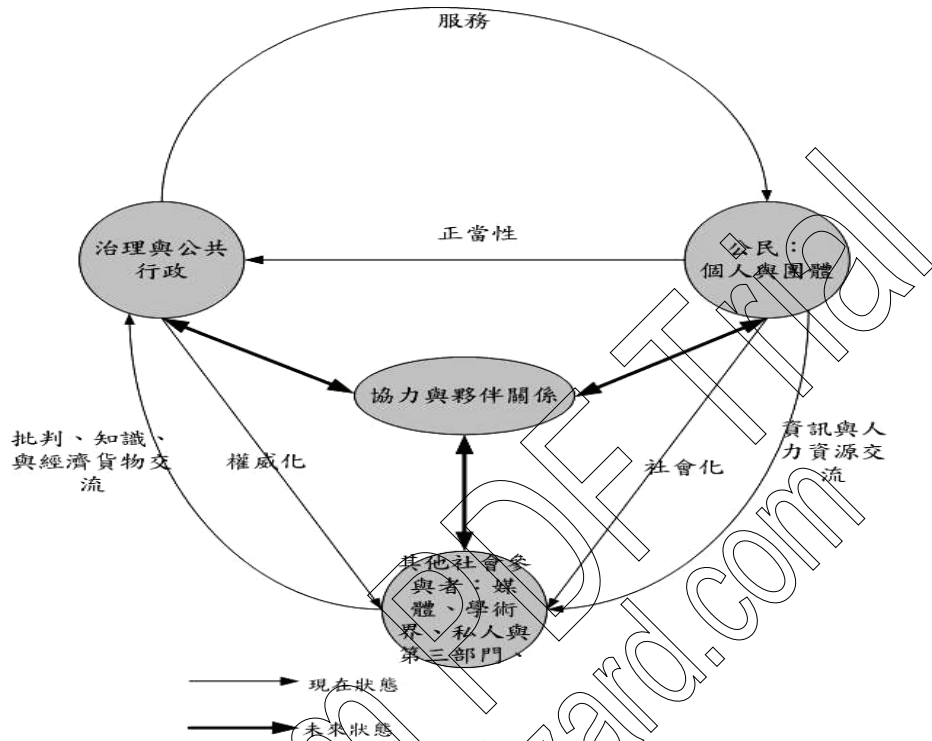 服務
治理與公共
行政
正當性
公民：
個人與團體
協力與夥伴關係
批判、知識、
與經濟貨物交
流
權威化
社會化
資訊與人
力資源交
流
其他社會參
與者：媒
體、學術
界、私人與
第三部門、
現在狀態
未來狀態
PDF Trial
zard.com